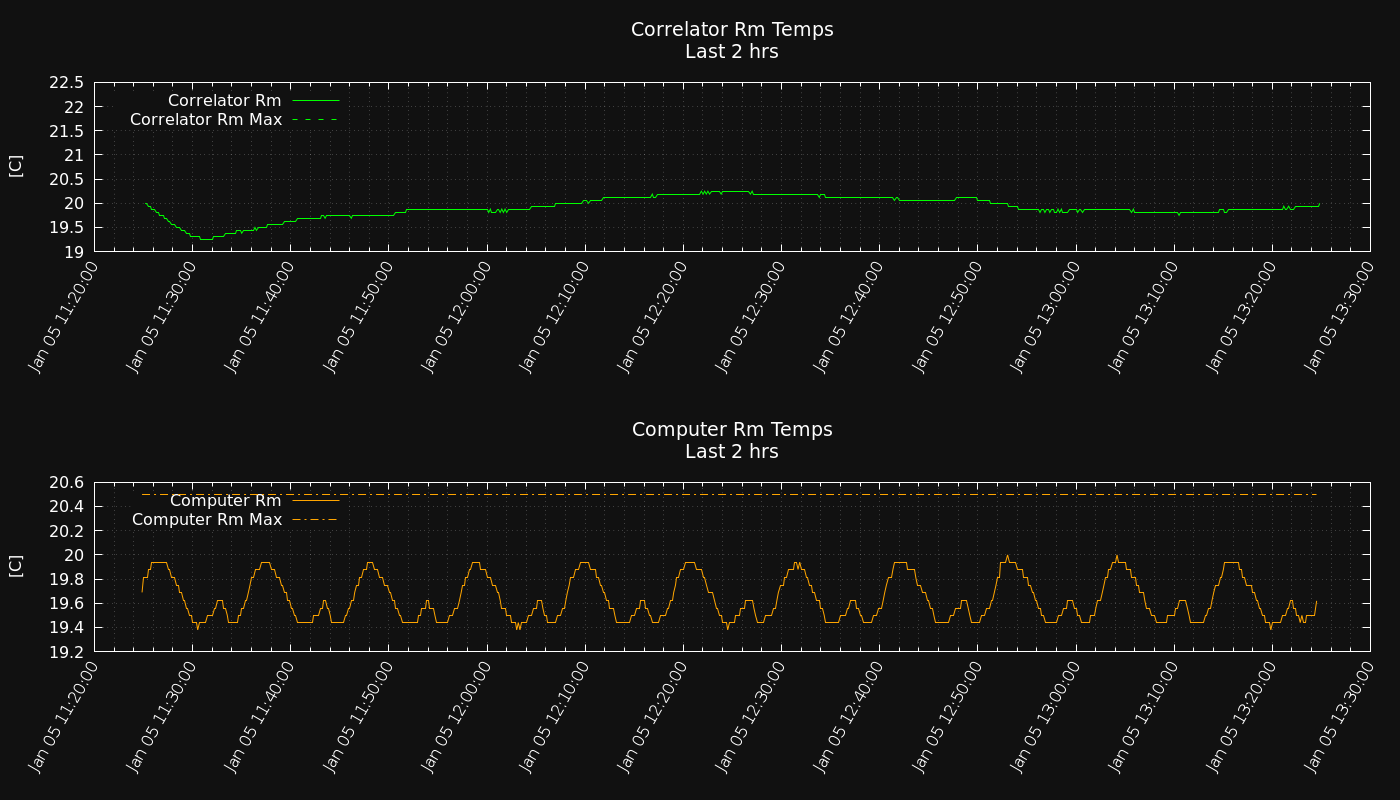 Correlator Rm Temps
Last 2 hrs
22.5
22
21.5
21
20.5
20
19.5
19
[C]
Correlator Rm
Correlator Rm Max
Jan 05 11:20:00
Jan 05 11:30:00
Jan 05 11:40:00
Jan 05 11:50:00
Jan 05 12:00:00
Jan 05 12:10:00
Jan 05 12:20:00
Jan 05 12:30:00
Jan 05 12:40:00
Jan 05 12:50:00
Jan 05 13:00:00
Jan 05 13:10:00
Jan 05 13:20:00
Jan 05 13:30:00
Computer Rm Temps
Last 2 hrs
20.6
20.4
20.2
20
19.8
19.6
19.4
19.2
[C]
Computer Rm
Computer Rm Max
Jan 05 11:20:00
Jan 05 11:30:00
Jan 05 11:40:00
Jan 05 11:50:00
Jan 05 12:00:00
Jan 05 12:10:00
Jan 05 12:20:00
Jan 05 12:30:00
Jan 05 12:40:00
Jan 05 12:50:00
Jan 05 13:00:00
Jan 05 13:10:00
Jan 05 13:20:00
Jan 05 13:30:00